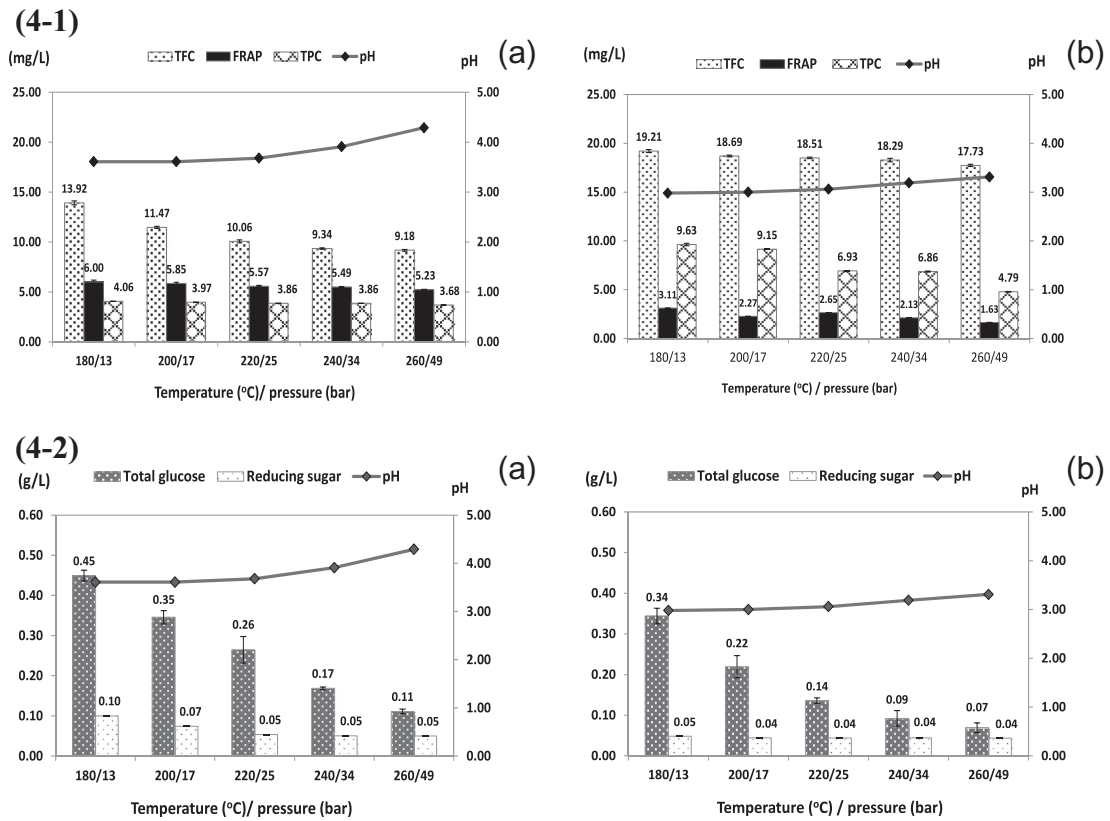 (4-1)
(mg/L) TFC FRAP TPC pH pH (a)
25.00 5.00
20.00 4.00
15.00 3.00
10.00 2.00
5.00 1.00
0.00 0.00
13.92 11.47 10.06 9.34 9.18
6.00 5.85 5.57 5.49 5.23
4.06 3.97 3.86 3.86 3.68
180/13 200/17 220/25 240/34 260/49
Temperature (oC)/ pressure (bar)
(mg/L) TFC FRAP TPC pH pH (b)
25.00 5.00
20.00 4.00
15.00 3.00
10.00 2.00
5.00 1.00
0.00 0.00
19.21 18.69 18.51 18.29 17.73
9.63 9.15 6.93 6.86 4.79
3.11 2.27 2.65 2.13 1.63
180/13 200/17 220/25 240/34 260/49
Temperature (oC)/ pressure (bar)
(4-2)
(g/L) Total glucose Reducing sugar pH pH (a)
0.60 5.00
0.50 4.00
0.40 3.00
0.30 2.00
0.20 1.00
0.10 0.00
0.00
0.45 0.35 0.26 0.17 0.11
0.10 0.07 0.05 0.05 0.05
180/13 200/17 220/25 240/34 260/49
Temperature (oC)/ pressure (bar)
(g/L) Total glucose Reducing sugar pH pH (b)
0.60 5.00
0.50 4.00
0.40 3.00
0.30 2.00
0.20 1.00
0.10 0.00
0.00
0.34 0.22 0.14 0.09 0.07
0.05 0.04 0.04 0.04 0.04
180/13 200/17 220/25 240/34 260/49
Temperature (oC) / pressure (bar)